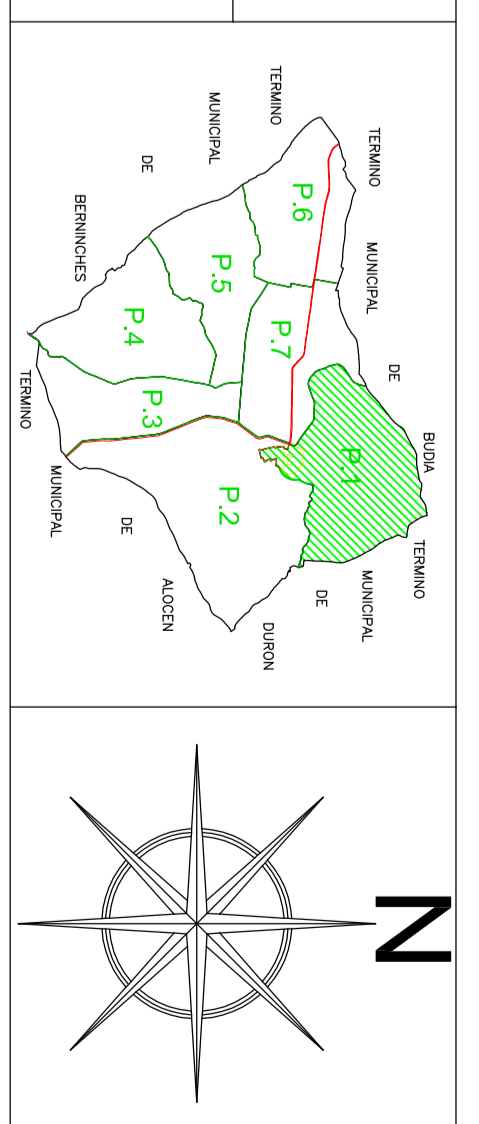 TERMINO
MUNICIPAL
DE
BUDIA
TERMINO
MUNICIPAL
DE
DURON
TERMINO
MUNICIPAL
DE
BERNINCHES
TERMINO
MUNICIPAL
DE
ALOCEN
P.6
P.7
P.1
P.5
P.2
P.4
P.3
N